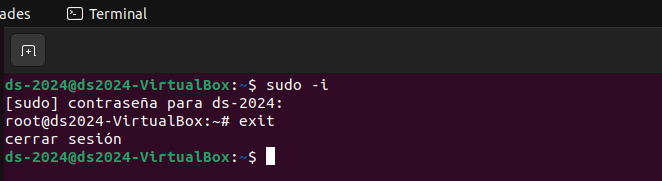 ades Terminal
ds-2024@ds2024-VirtualBox:~$ sudo -i
[sudo] contraseña para ds-2024:
root@ds2024-VirtualBox:~# exit
cerrar sesión
ds-2024@ds2024-VirtualBox:~$